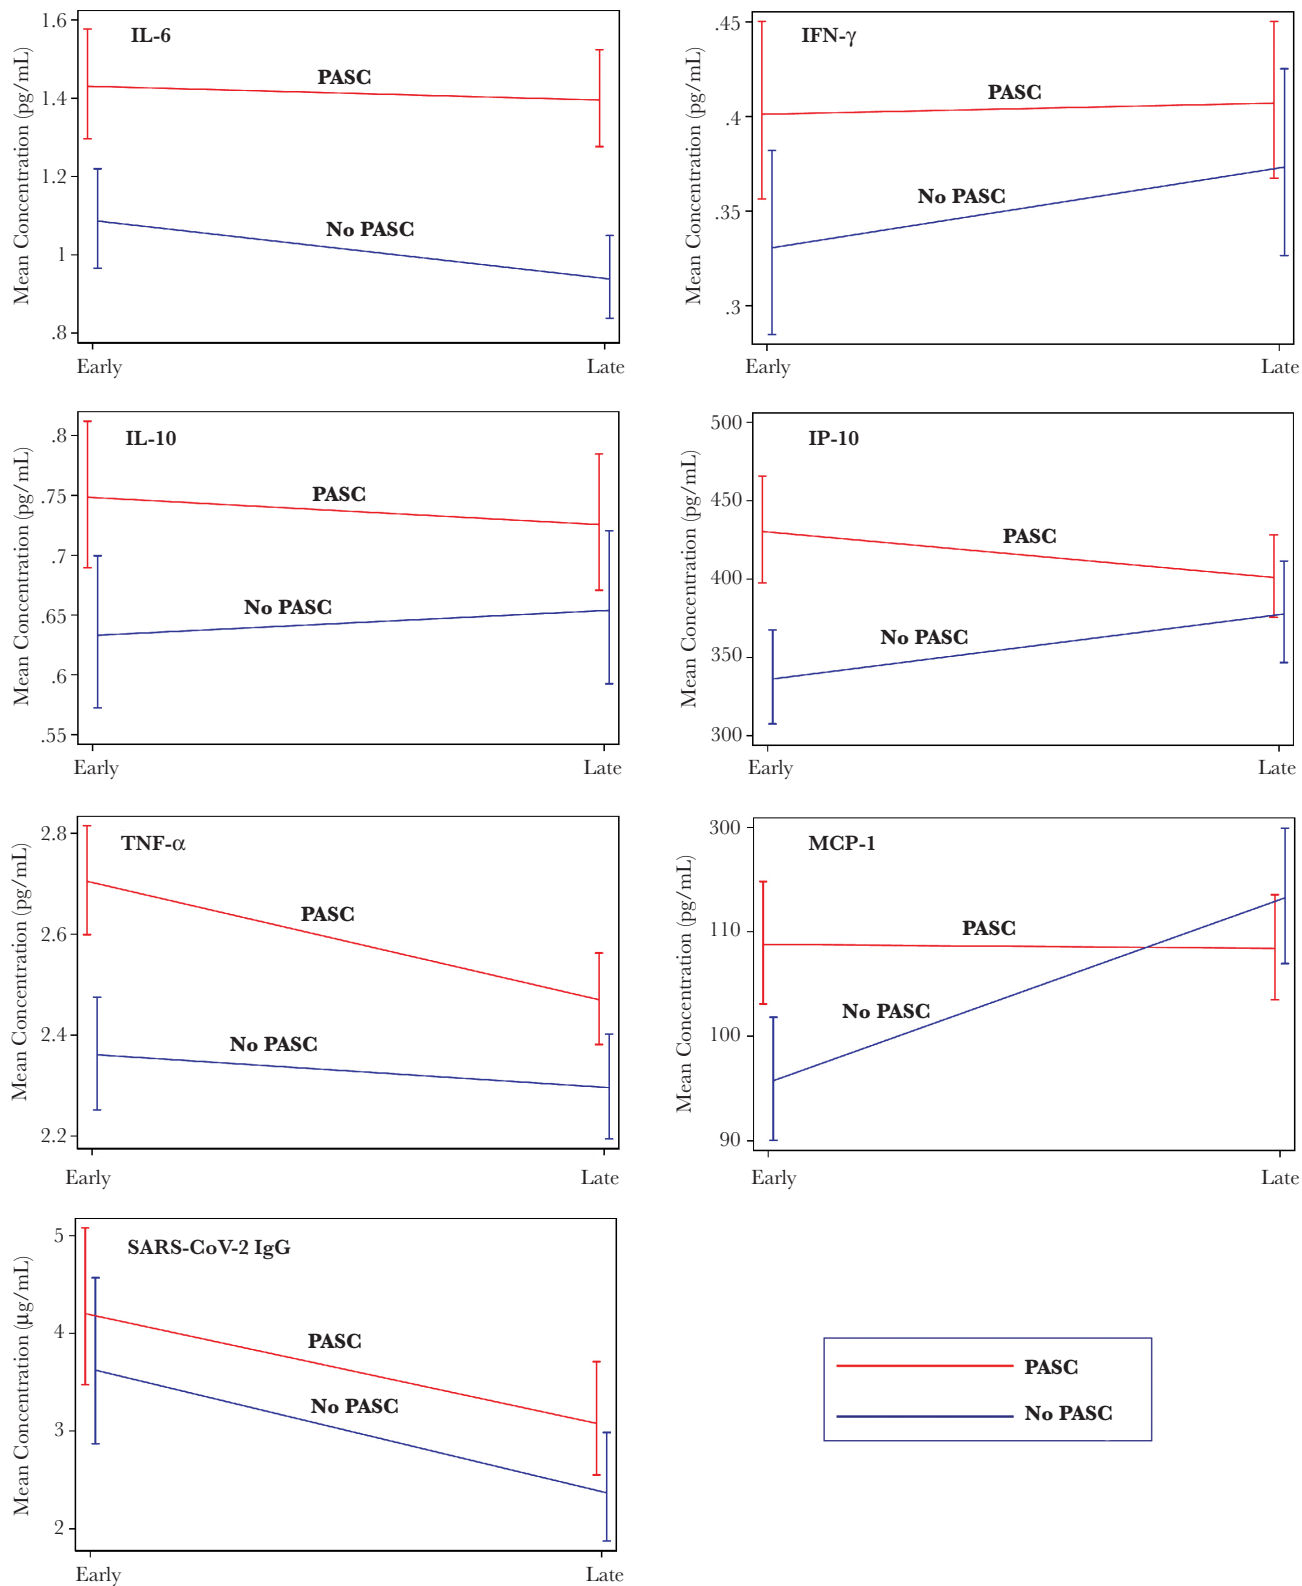 IL-6
Mean Concentration (pg/mL)
1.6
1.4
1.2
1
.8
PASC
No PASC
Early
Late
IFN-γ
Mean Concentration (pg/mL)
.45
.4
.35
.3
PASC
No PASC
Early
Late
IL-10
Mean Concentration (pg/mL)
.8
.75
.7
.65
.6
.55
PASC
No PASC
Early
Late
IP-10
Mean Concentration (pg/mL)
500
450
400
350
300
PASC
No PASC
Early
Late
TNF-α
Mean Concentration (pg/mL)
2.8
2.6
2.4
2.2
PASC
No PASC
Early
Late
MCP-1
Mean Concentration (pg/mL)
300
110
100
90
PASC
No PASC
Early
Late
SARS-CoV-2 IgG
Mean Concentration (µg/mL)
5
4
3
2
PASC
No PASC
Early
Late
PASC
No PASC